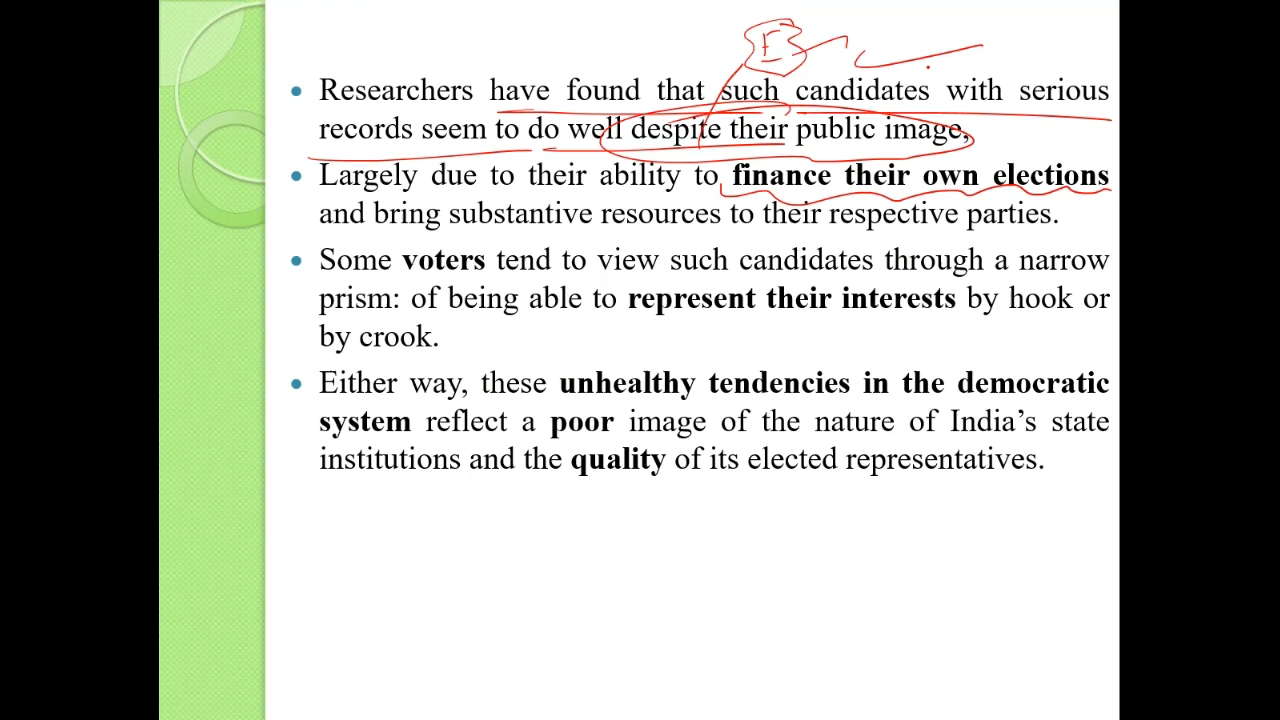 E
Researchers have found that such candidates with serious
records seem to do well despite their public image,
Largely due to their ability to finance their own elections
and bring substantive resources to their respective parties.
Some voters tend to view such candidates through a narrow
prism: of being able to represent their interests by hook or
by crook.
Either way, these unhealthy tendencies in the democratic
system reflect a poor image of the nature of India’s state
institutions and the quality of its elected representatives.